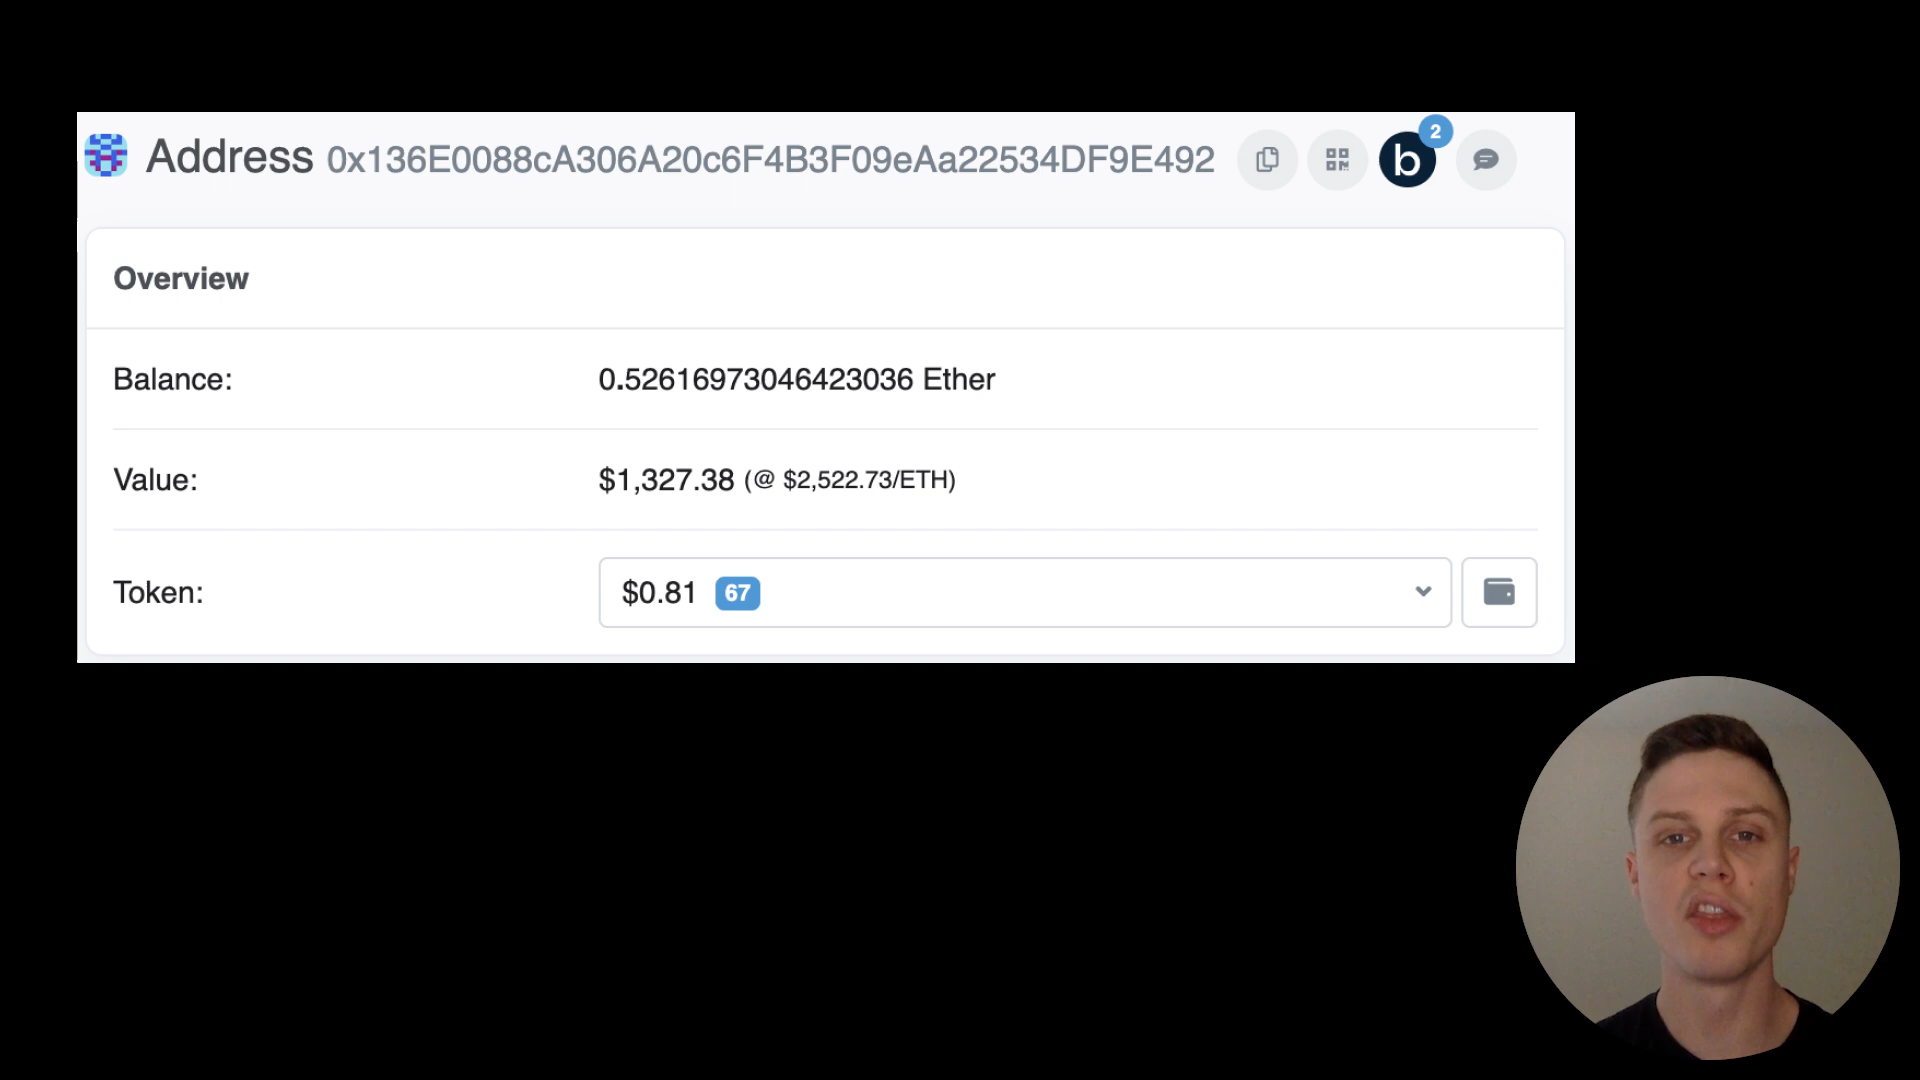 Address 0x136E0088cA306A20c6F4B3F09eAa22534DF9E492 b 2
Overview
Balance: 0.52616973046423036 Ether
Value: $1,327.38 (@ $2,522.73/ETH)
Token: $0.81 67